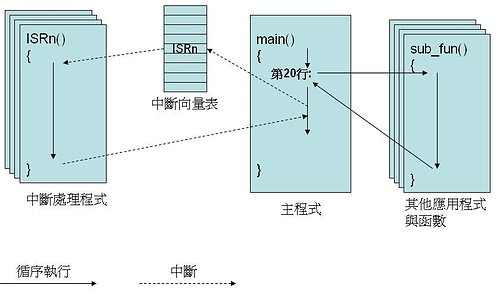 ISRn()
{
}
中斷處理程式
ISRn
中斷向量表
main()
{
第20行:
}
主程式
sub_fun()
{
}
其他應用程式
與函數
循序執行
中斷